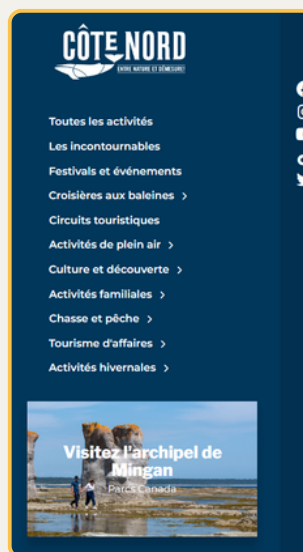 CÔTE NORD
ENTRE NATURE ET DÉMESURE!
Toutes les activités
Les incontournables
Festivals et événements
Croisières aux baleines >
Circuits touristiques
Activités de plein air >
Culture et découverte >
Activités familiales >
Chasse et pêche >
Tourisme d'affaires >
Activités hivernales >
Visitez l'archipel de
Mingan
Parcs Canada